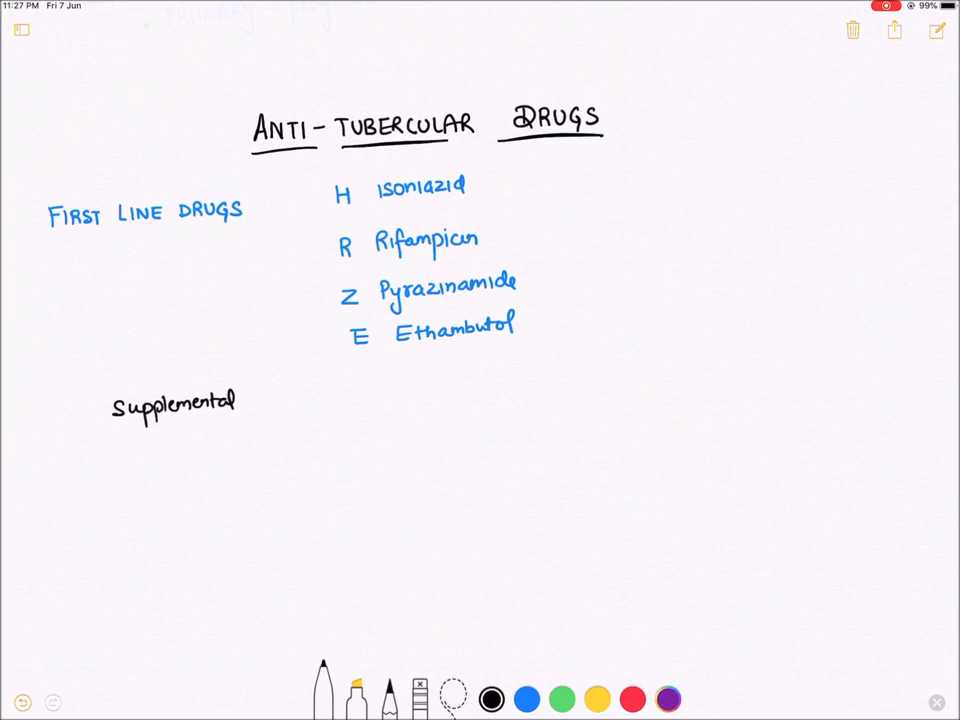 11:27 PM Fri 7 Jun
99%
ANTI-TUBERCULAR DRUGS
FIRST LINE DRUGS
H Isoniazid
R Rifampicin
Z Pyrazinamide
E Ethambutol
Supplemental